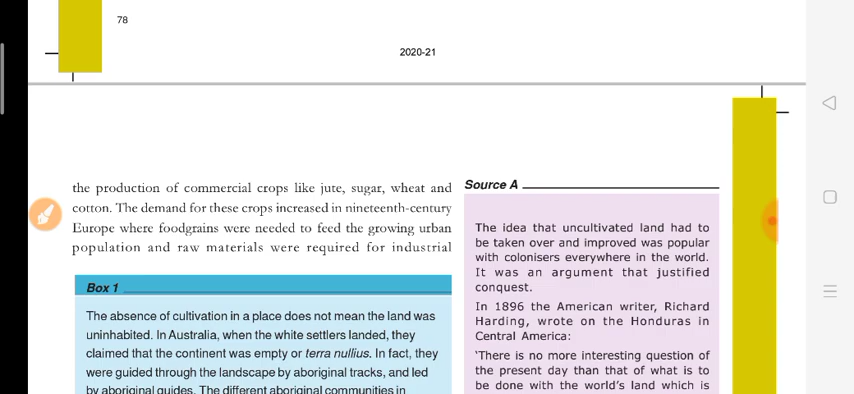 78
2020-21
the production of commercial crops like jute, sugar, wheat and
cotton. The demand for these crops increased in nineteenth-century
Europe where foodgrains were needed to feed the growing urban
population and raw materials were required for industrial
Box 1
The absence of cultivation in a place does not mean the land was
uninhabited. In Australia, when the white settlers landed, they
claimed that the continent was empty or terra nullius. In fact, they
were guided through the landscape by aboriginal tracks, and led
by aboriginal guides. The different aboriginal communities in
Source A
The idea that uncultivated land had to
be taken over and improved was popular
with colonisers everywhere in the world.
It was an argument that justified
conquest.
In 1896 the American writer, Richard
Harding, wrote on the Honduras in
Central America:
‘There is no more interesting question of
the present day than that of what is to
be done with the world’s land which is